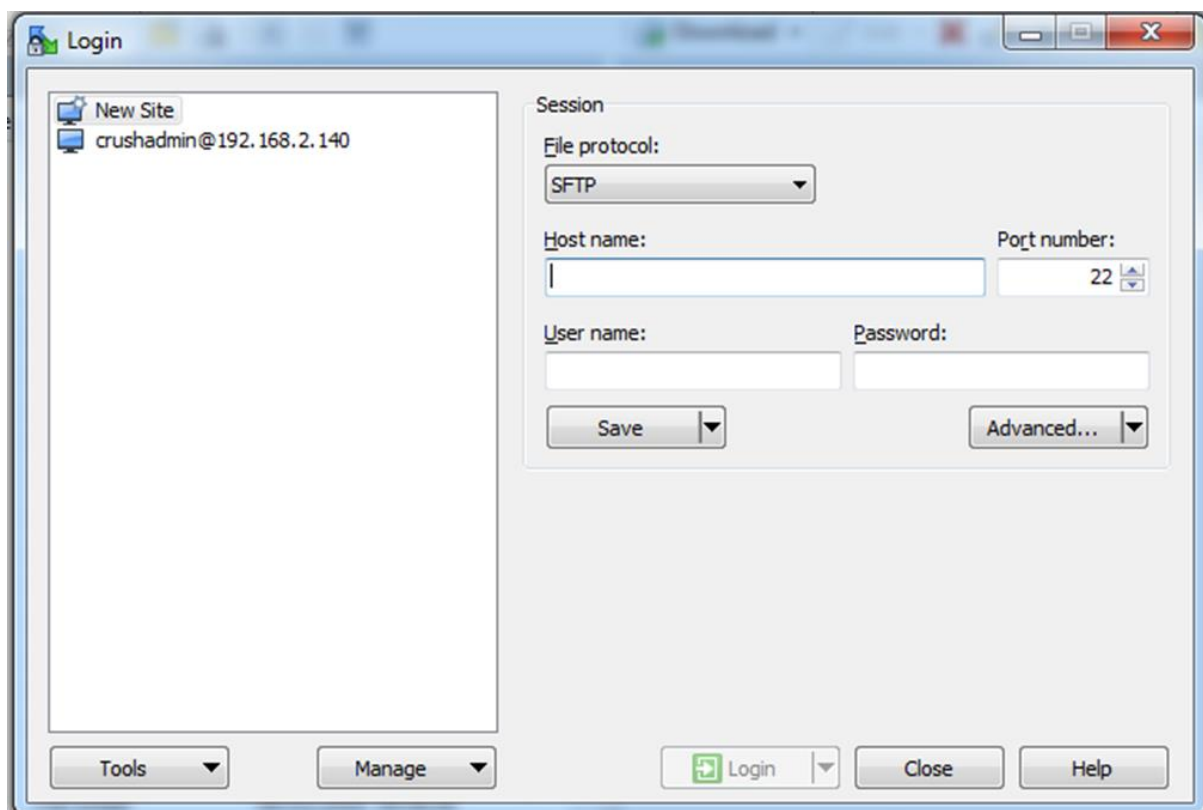 Login
New Site
crushadmin@192.168.2.140
Session
File protocol:
SFTP
Host name: Port number:
22
User name: Password:
Save Advanced...
Tools Manage Login Close Help